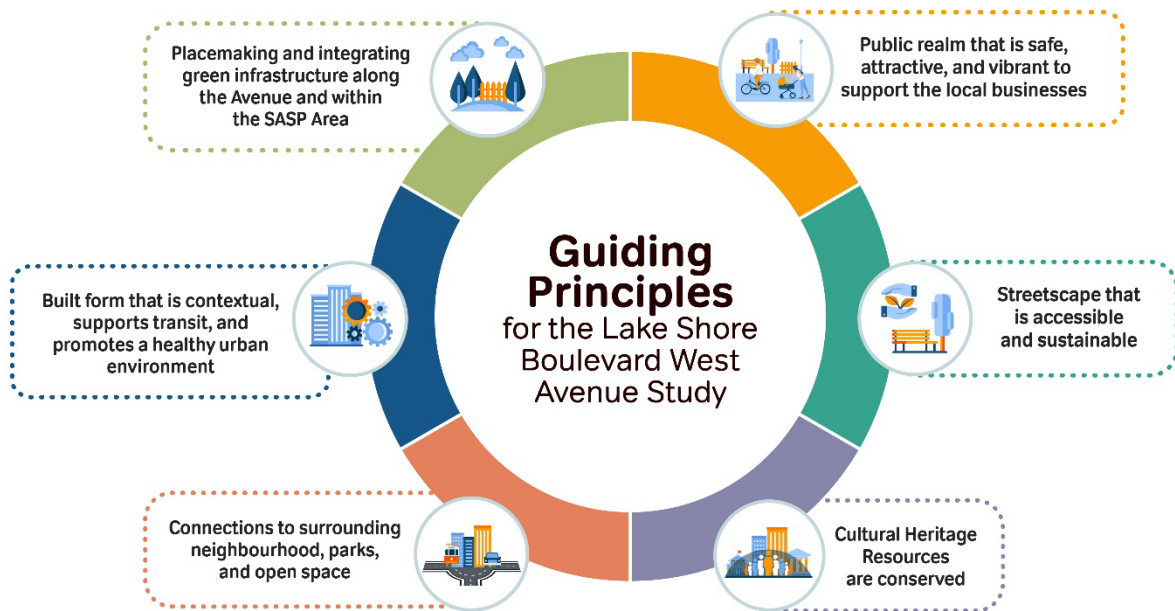 Placemaking and integrating
green infrastructure along
the Avenue and within
the SASP Area
Public realm that is safe,
attractive, and vibrant to
support the local businesses
Guiding
Principles
for the Lake Shore
Boulevard West
Avenue Study
Built form that is contextual,
supports transit, and
promotes a healthy urban
environment
Streetscape that
is accessible
and sustainable
Connections to surrounding
neighbourhood, parks,
and open space
Cultural Heritage
Resources
are conserved